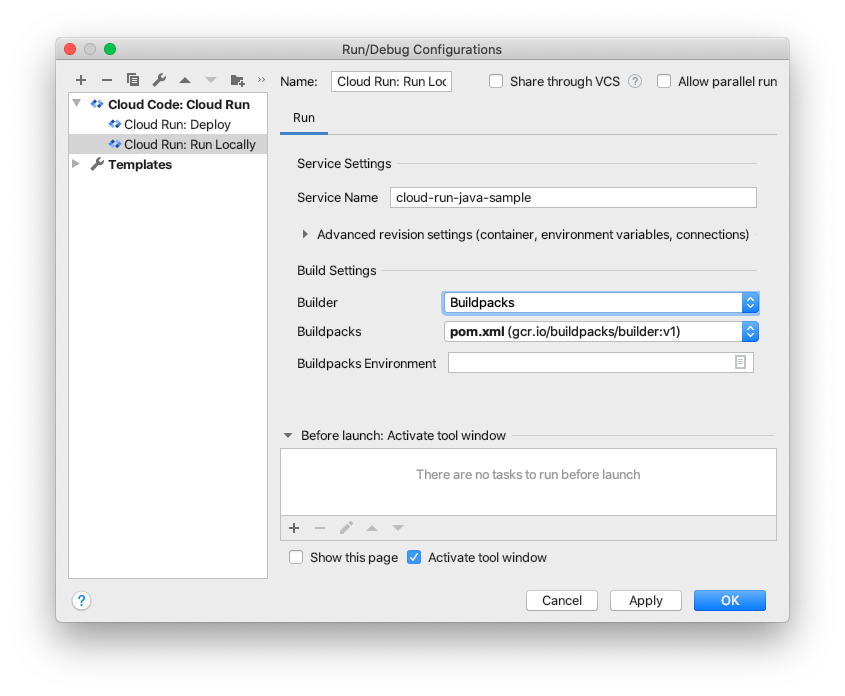 Run/Debug Configurations
Name: Cloud Run: Run Loc Share through VCS ? Allow parallel run
Cloud Code: Cloud Run
Cloud Run: Deploy
Cloud Run: Run Locally
Templates
Run
Service Settings
Service Name cloud-run-java-sample
Advanced revision settings (container, environment variables, connections)
Build Settings
Builder Buildpacks
Buildpacks pom.xml (gcr.io/buildpacks/builder:v1)
Buildpacks Environment
Before launch: Activate tool window
There are no tasks to run before launch
Show this page Activate tool window
? Cancel Apply OK